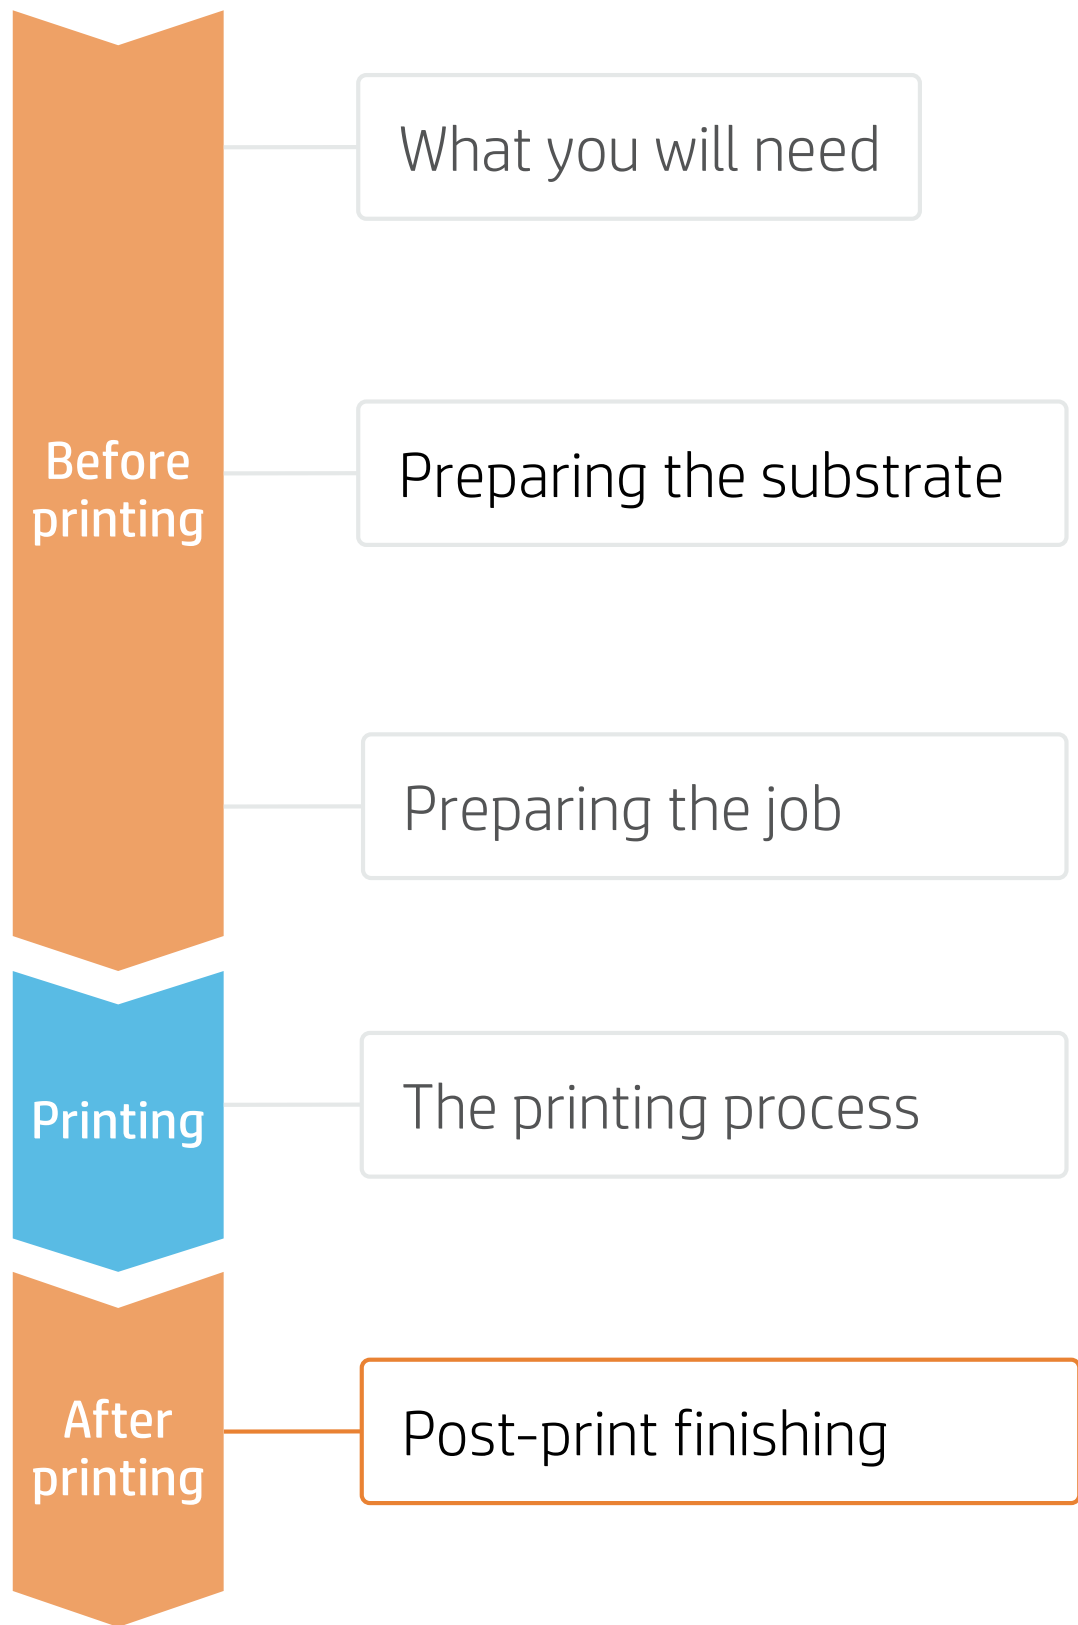 What you will need
Before
printing
Preparing the substrate
Preparing the job
Printing
The printing process
After
printing
Post-print finishing